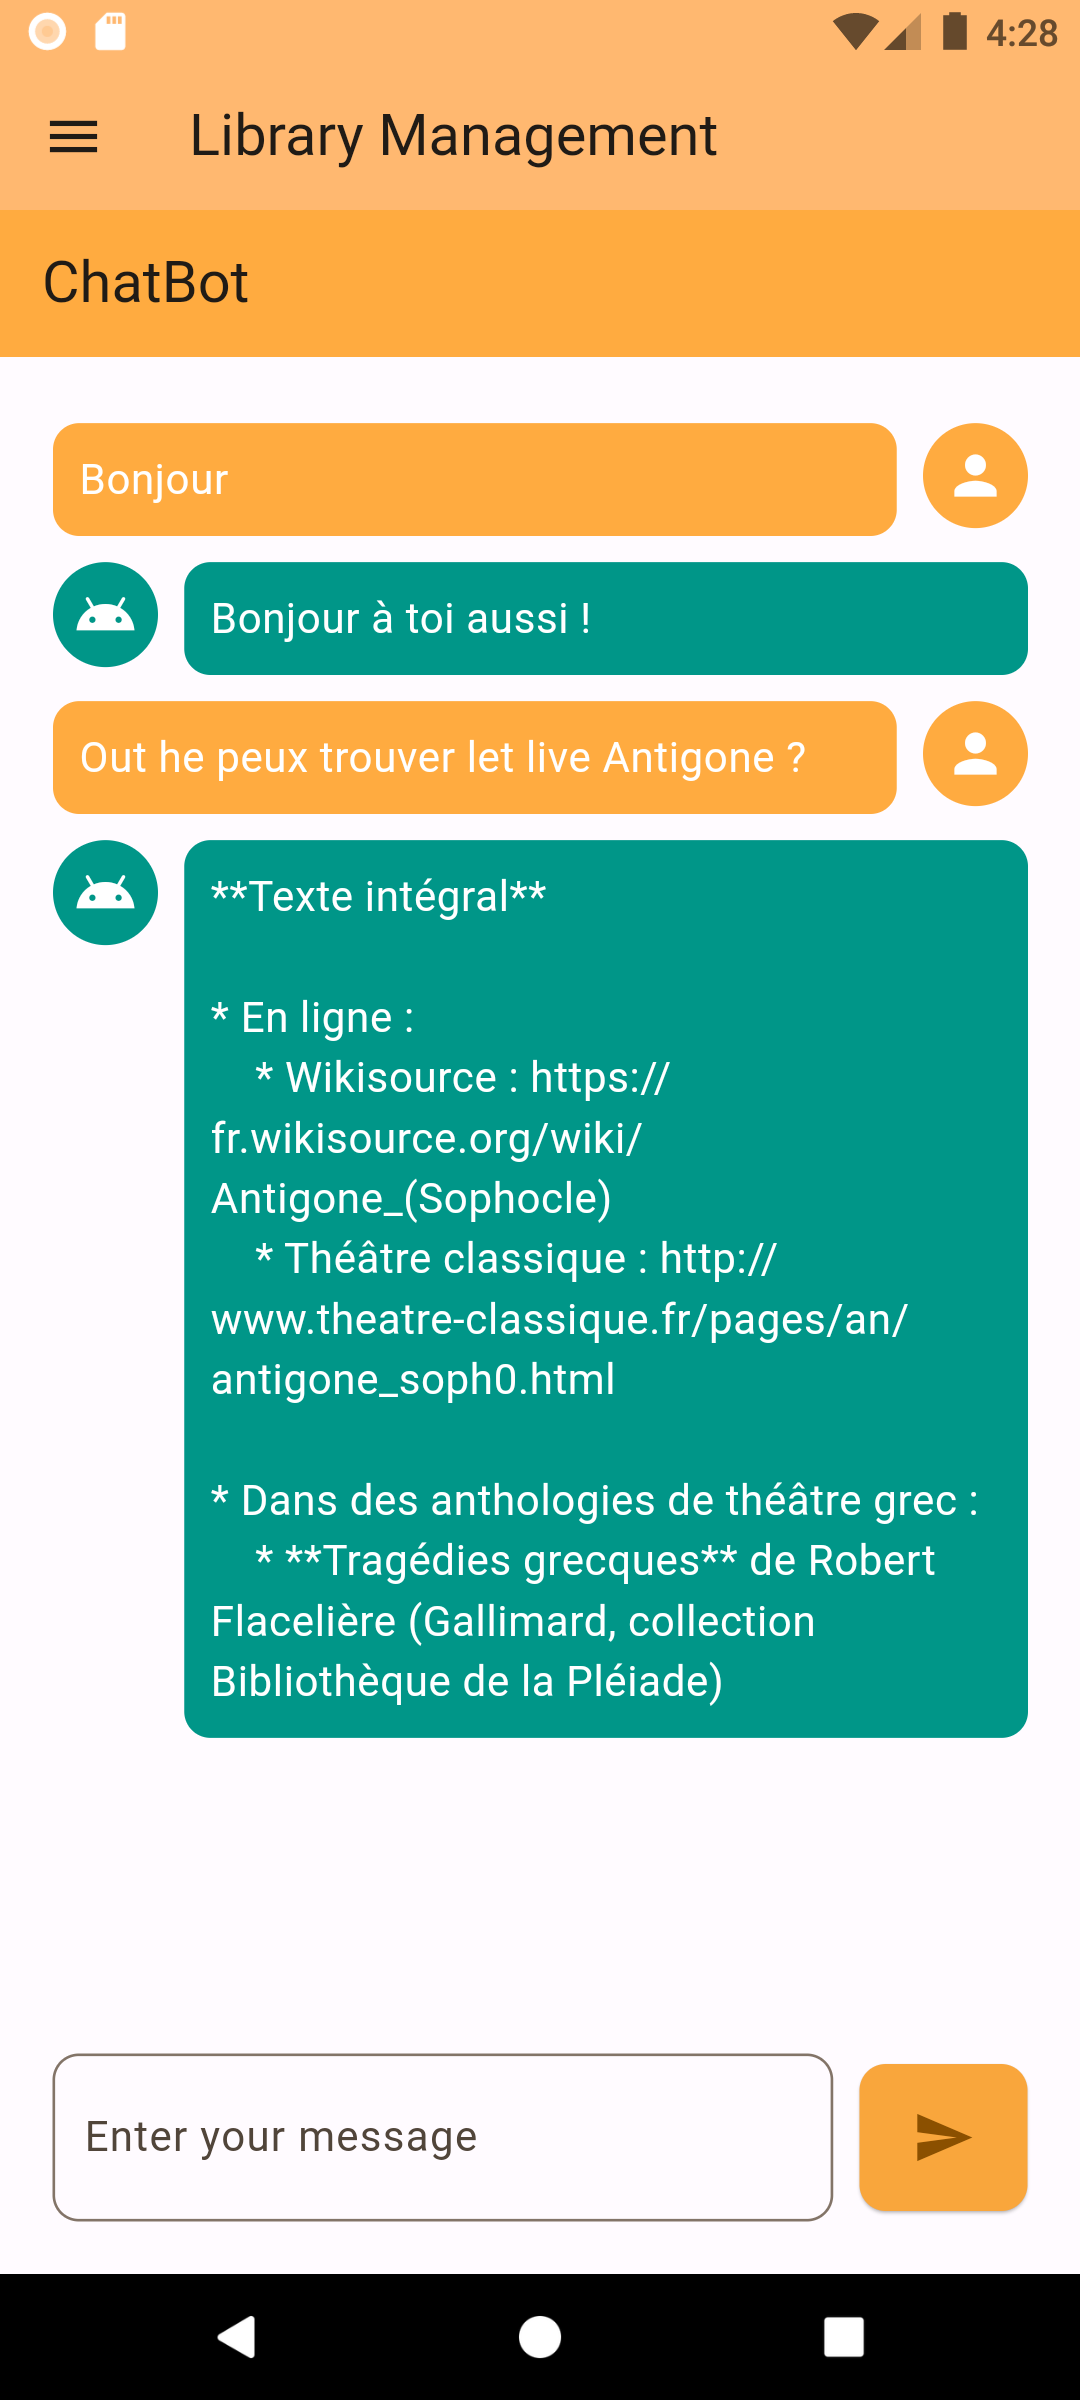 4:28
Library Management
ChatBot
Bonjour
Bonjour à toi aussi !
Out he peux trouver let live Antigone ?
**Texte intégral**
* En ligne :
* Wikisource : https://
fr.wikisource.org/wiki/
Antigone_(Sophocle)
* Théâtre classique : http://
www.theatre-classique.fr/pages/an/
antigone_soph0.html
* Dans des anthologies de théâtre grec :
* **Tragédies grecques** de Robert
Flacelière (Gallimard, collection
Bibliothèque de la Pléiade)
Enter your message